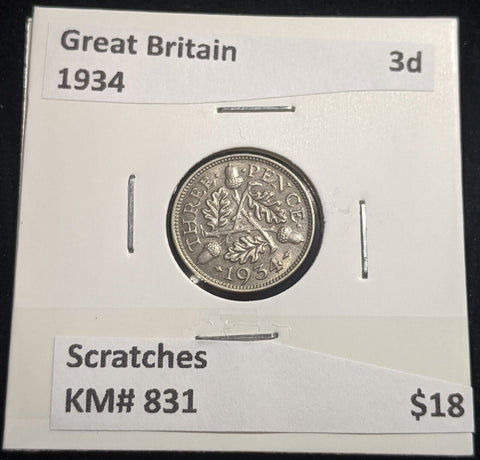 Great Britain 3d
1934
THREE · PENCE ·
· 1934 ·
Scratches
KM# 831 $18